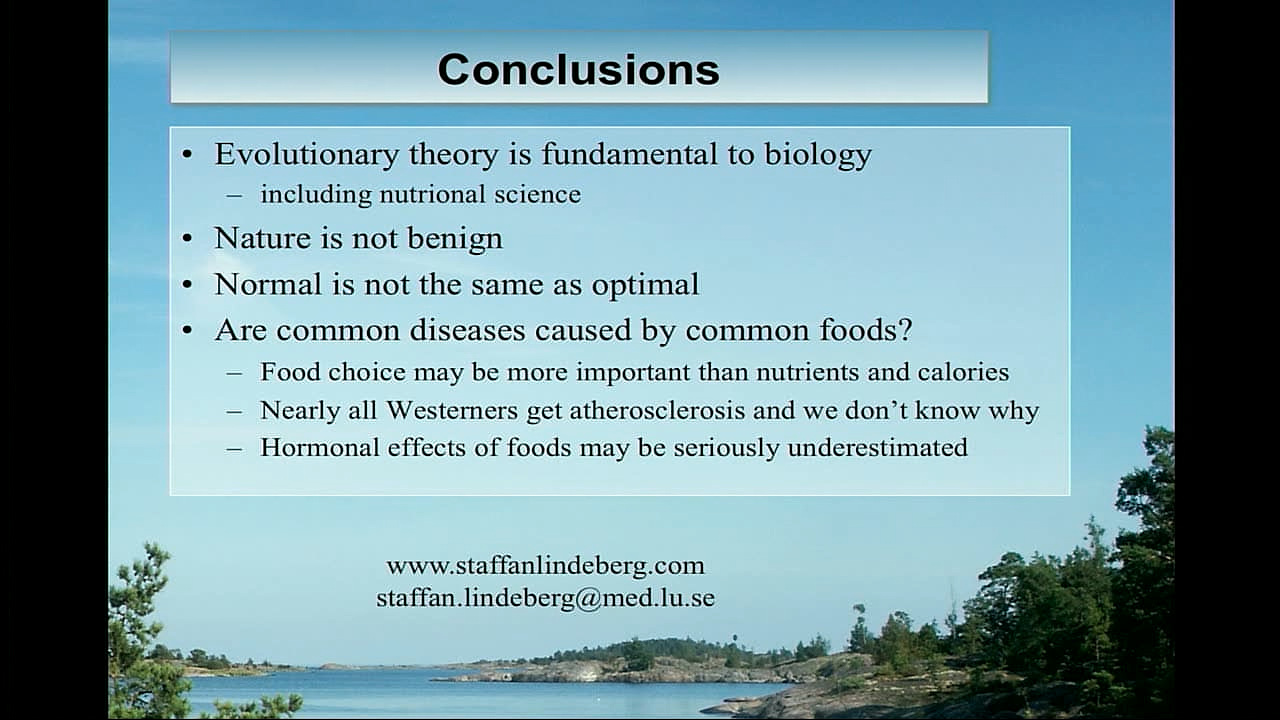 Conclusions
• Evolutionary theory is fundamental to biology
– including nutrional science
• Nature is not benign
• Normal is not the same as optimal
• Are common diseases caused by common foods?
– Food choice may be more important than nutrients and calories
– Nearly all Westerners get atherosclerosis and we don’t know why
– Hormonal effects of foods may be seriously underestimated
www.staffanlindeberg.com
staffan.lindeberg@med.lu.se